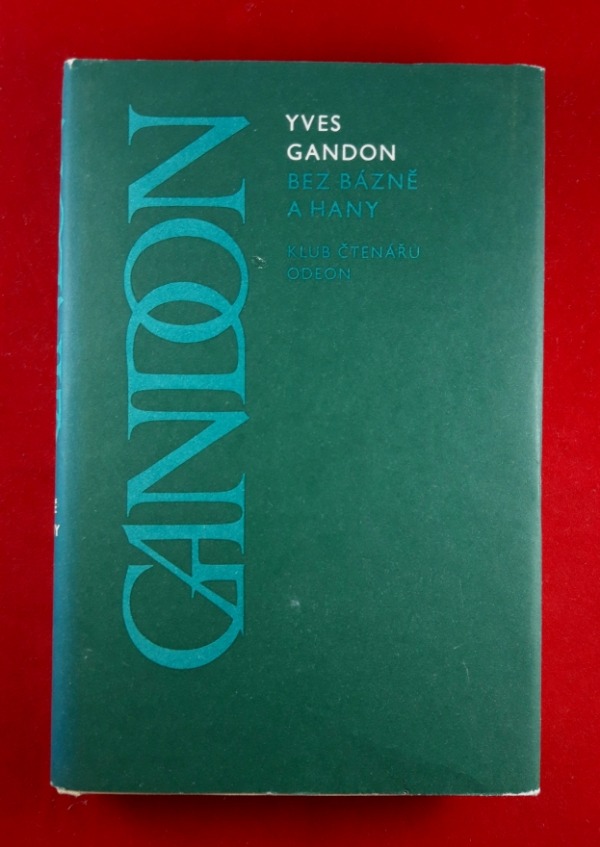 GANDON
YVES
GANDON
BEZ BÁZNĚ
A HANY
KLUB ČTENÁŘŮ
ODEON